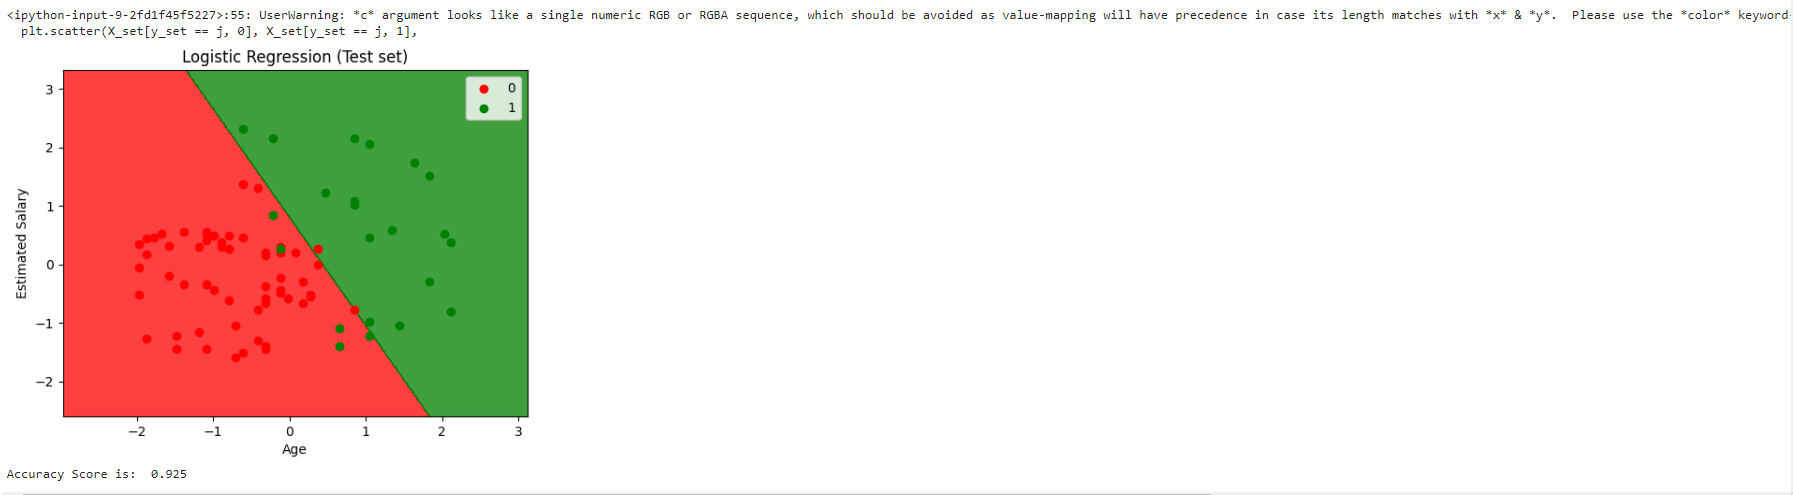 <ipython-input-9-2fd1f45f5227>:55: UserWarning: *c* argument looks like a single numeric RGB or RGBA sequence, which should be avoided as value-mapping will have precedence in case its length matches with *x* & *y*.  Please use the *color* keyword-
  plt.scatter(X_set[y_set == j, 0], X_set[y_set == j, 1],
Logistic Regression (Test set)
0
1
3
2
1
0
−1
−2
Estimated Salary
−2 −1 0 1 2 3
Age
Accuracy Score is:  0.925